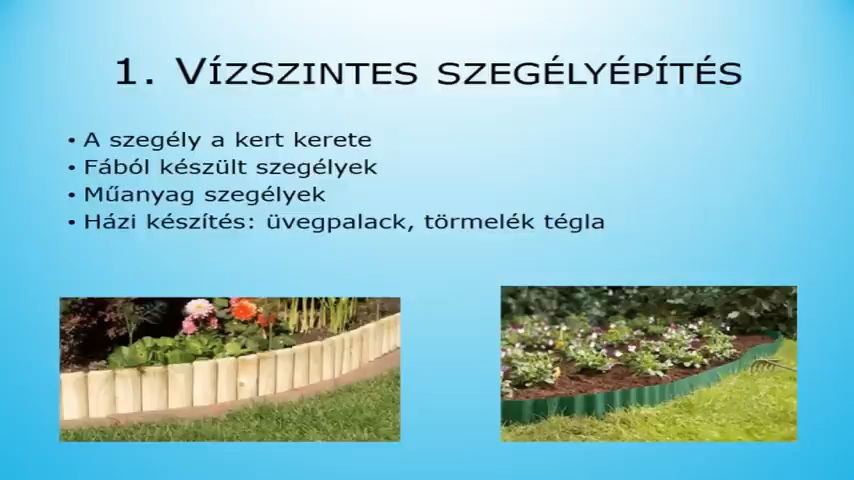 1. Vízszintes szegélyépítés
• A szegély a kert kerete
• Fából készült szegélyek
• Műanyag szegélyek
• Házi készítés: üvegpalack, törmelék tégla